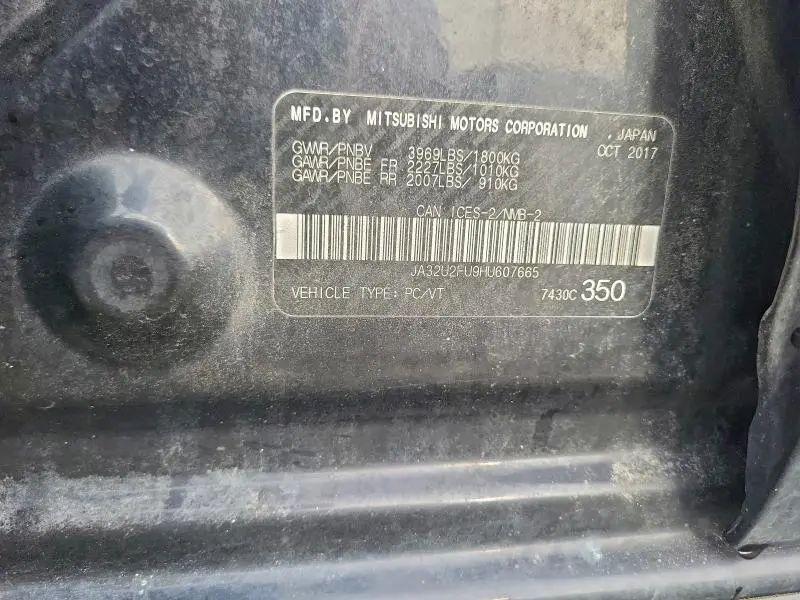 MFD.BY MITSUBISHI MOTORS CORPORATION , JAPAN
GVWR/PNBV 3969LBS/1800KG OCT 2017
GAWR/PNBE FR 2227LBS/1010KG
GAWR/PNBE RR 2007LBS/ 910KG
CAN ICES-2/NMB-2
JA32U2FU9HU607665
VEHICLE TYPE: PC/VT 7430C 350